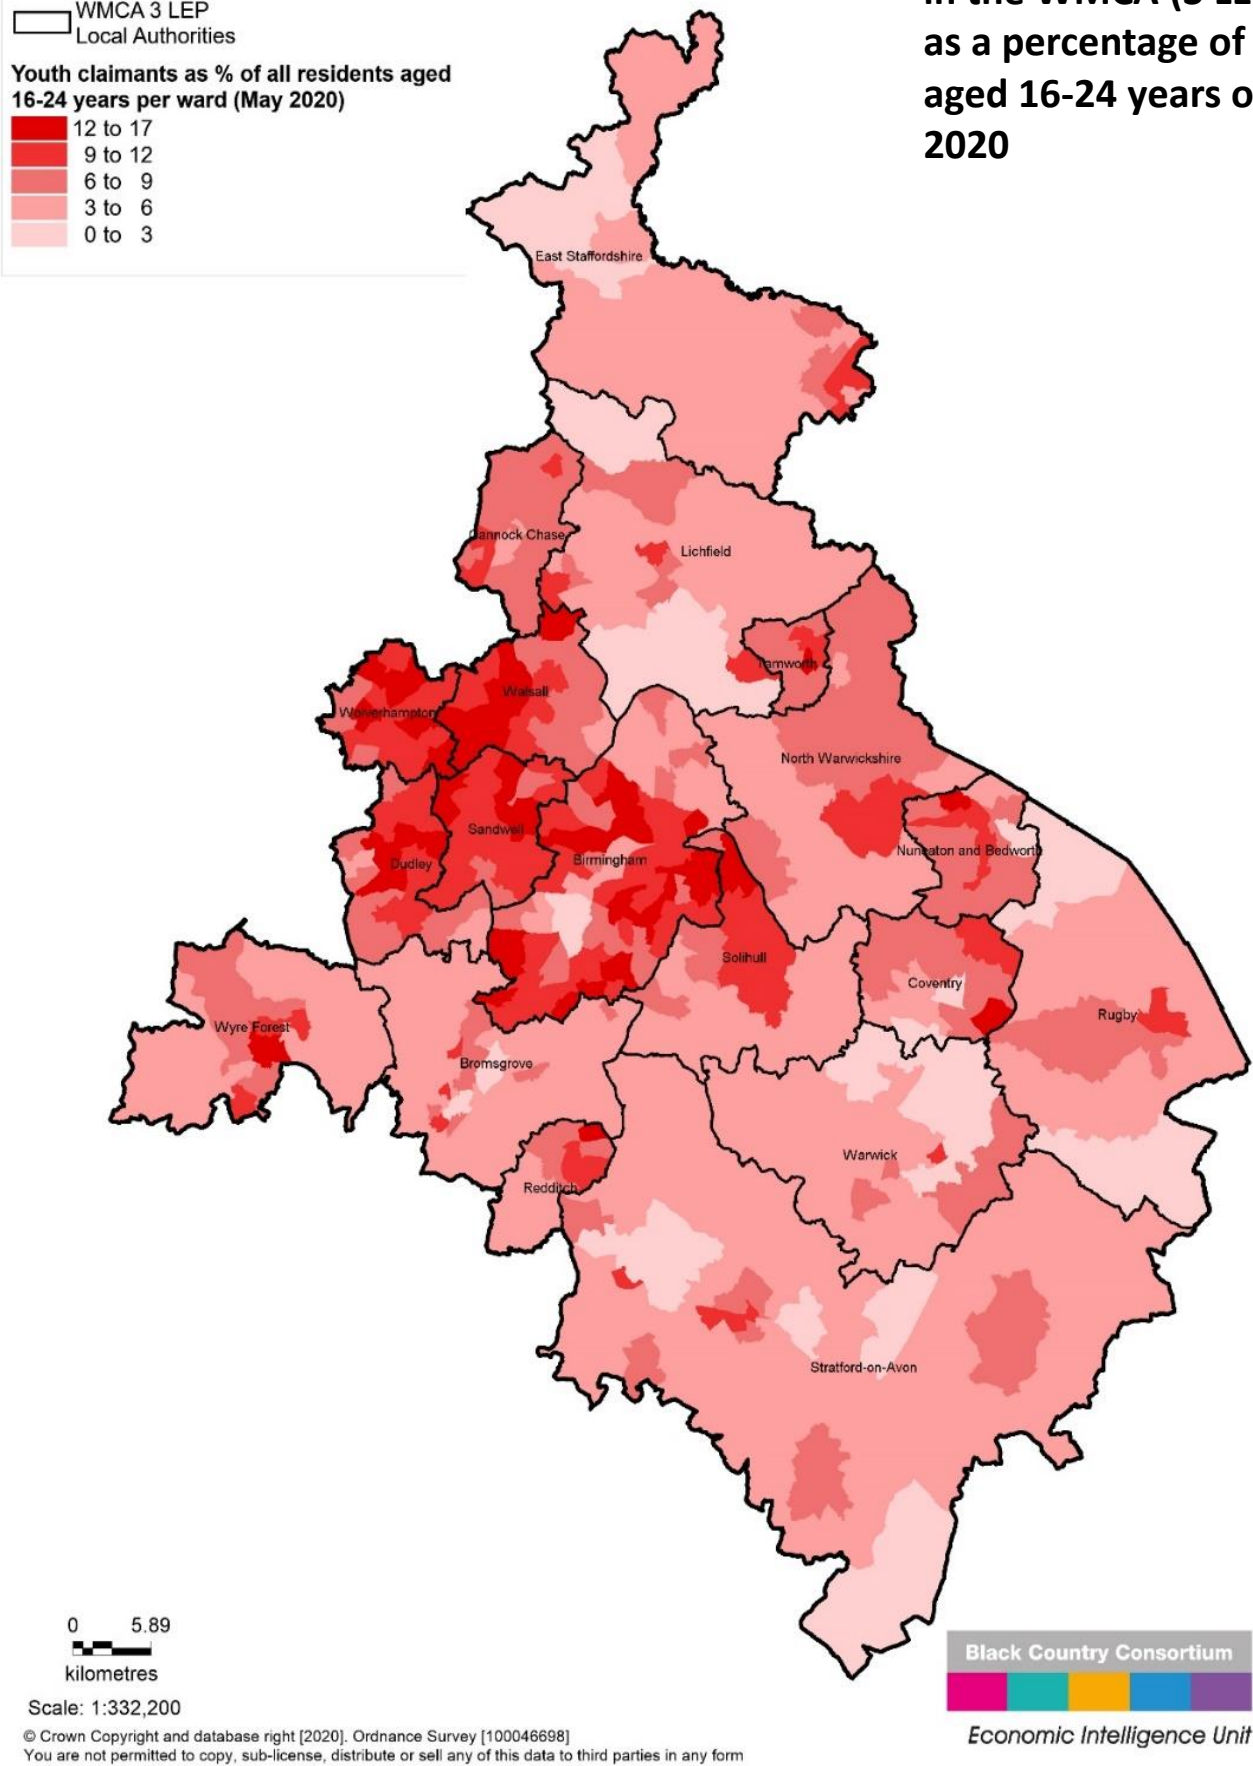 WMCA 3 LEP
Local Authorities
Youth claimants as % of all residents aged
16-24 years per ward (May 2020)
12 to 17
9 to 12
6 to 9
3 to 6
0 to 3
as a percentage of
aged 16-24 years o
2020
East Staffordshire
Cannock Chase
Lichfield
Tamworth
Walsall
Wolverhampton
North Warwickshire
Sandwell
Dudley
Birmingham
Nuneaton and Bedworth
Solihull
Coventry
Rugby
Wyre Forest
Bromsgrove
Warwick
Redditch
Stratford-on-Avon
0 5.89
kilometres
Scale: 1:332,200
© Crown Copyright and database right [2020]. Ordnance Survey [100046698]
You are not permitted to copy, sub-license, distribute or sell any of this data to third parties in any form
Black Country Consortium
Economic Intelligence Unit